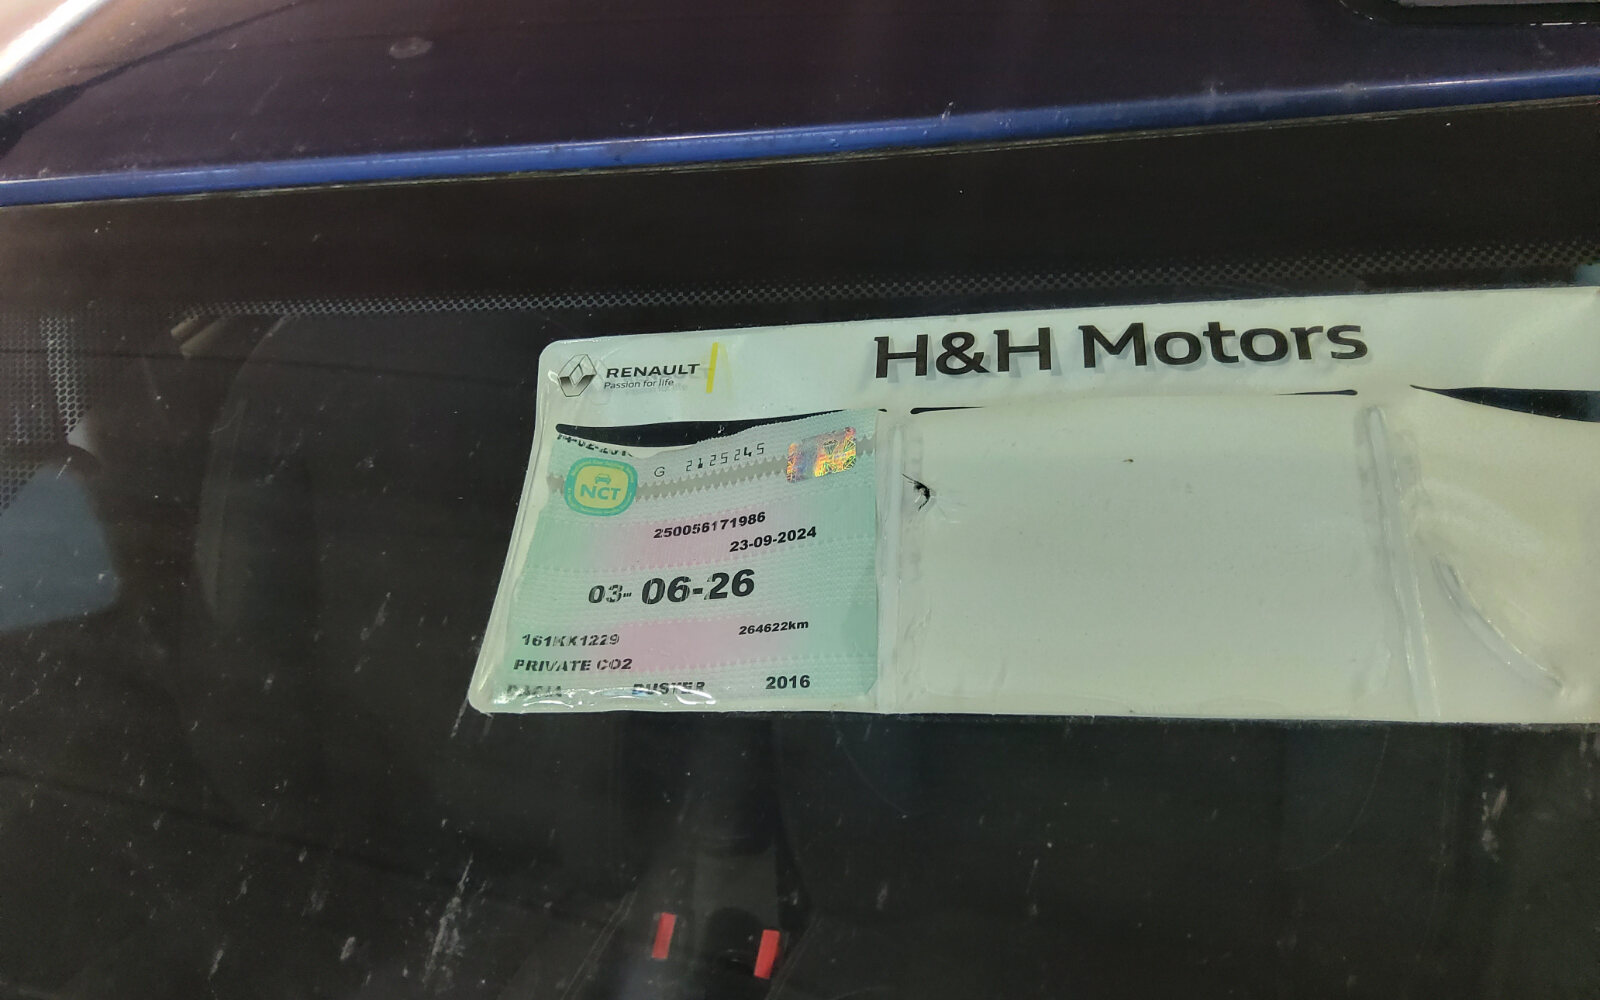 RENAULT
Passion for life
H&H Motors
G 2125245
NCT
250056171986
23-09-2024
03-06-26
161KK1229
264622km
PRIVATE CO2
DACIA DUSTER 2016